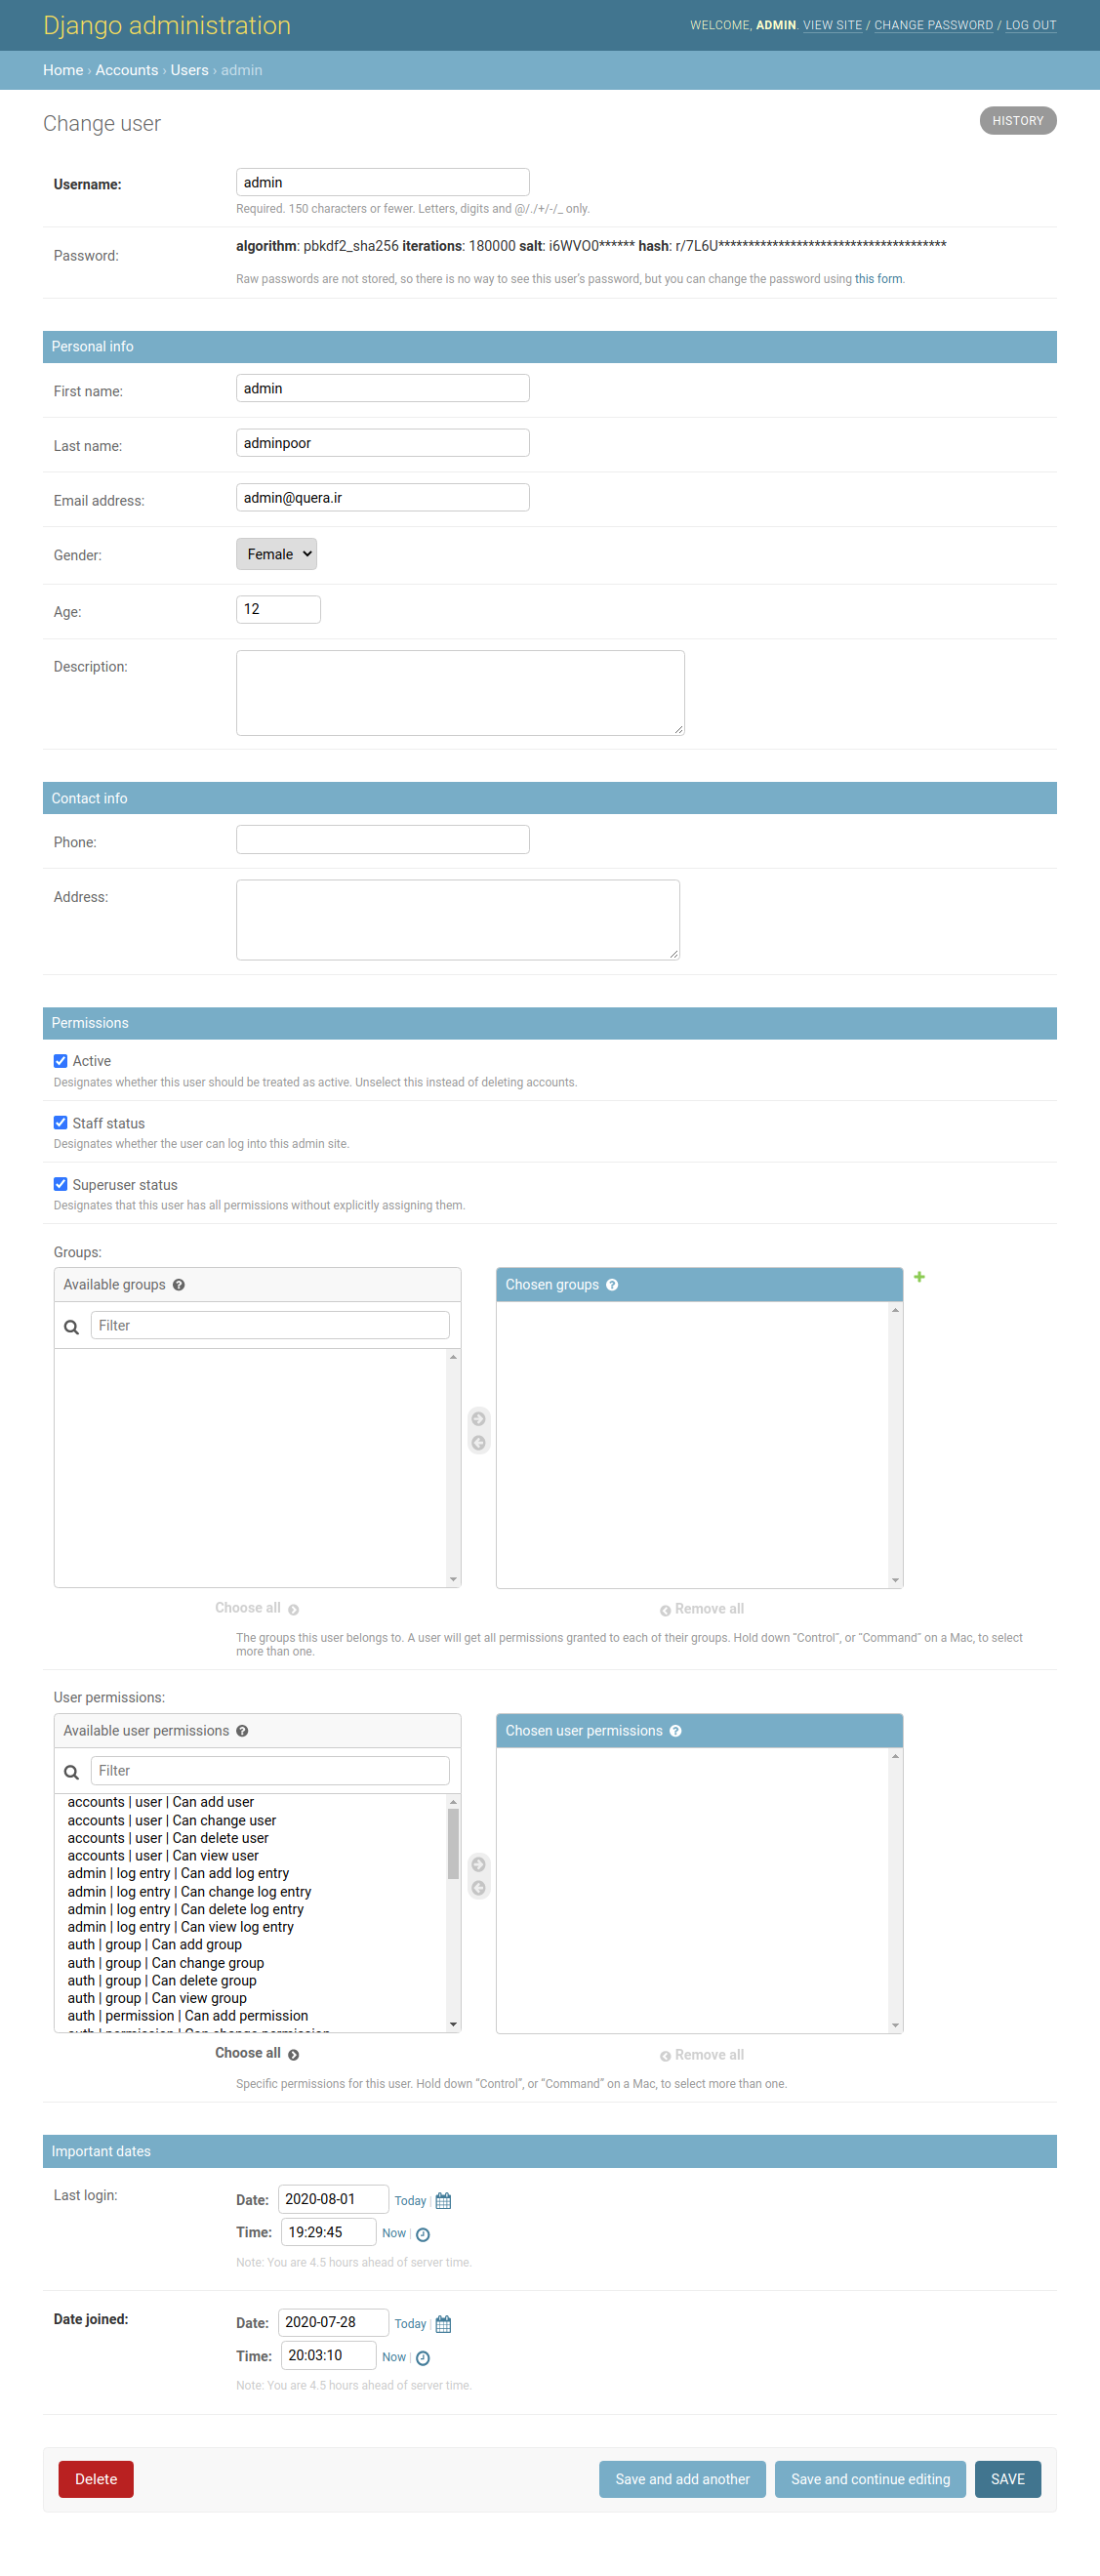 Django administration
WELCOME, ADMIN. VIEW SITE / CHANGE PASSWORD / LOG OUT
Home › Accounts › Users › admin
Change user
HISTORY
Username:
admin
Required. 150 characters or fewer. Letters, digits and @/./+/-/_ only.
Password:
algorithm: pbkdf2_sha256 iterations: 180000 salt: i6WVO0****** hash: r/7L6U**************************************
Raw passwords are not stored, so there is no way to see this user’s password, but you can change the password using this form.
Personal info
First name:
admin
Last name:
adminpoor
Email address:
admin@quera.ir
Gender:
Female
Age:
12
Description:
Contact info
Phone:
Address:
Permissions
Active
Designates whether this user should be treated as active. Unselect this instead of deleting accounts.
Staff status
Designates whether the user can log into this admin site.
Superuser status
Designates that this user has all permissions without explicitly assigning them.
Groups:
Available groups
Filter
Choose all
Chosen groups
Remove all
The groups this user belongs to. A user will get all permissions granted to each of their groups. Hold down “Control”, or “Command” on a Mac, to select
more than one.
User permissions:
Available user permissions
Filter
accounts | user | Can add user
accounts | user | Can change user
accounts | user | Can delete user
accounts | user | Can view user
admin | log entry | Can add log entry
admin | log entry | Can change log entry
admin | log entry | Can delete log entry
admin | log entry | Can view log entry
auth | group | Can add group
auth | group | Can change group
auth | group | Can delete group
auth | group | Can view group
auth | permission | Can add permission
auth | permission | Can change permission
Choose all
Chosen user permissions
Remove all
Specific permissions for this user. Hold down “Control”, or “Command” on a Mac, to select more than one.
Important dates
Last login:
Date: 2020-08-01 Today |
Time: 19:29:45 Now |
Note: You are 4.5 hours ahead of server time.
Date joined:
Date: 2020-07-28 Today |
Time: 20:03:10 Now |
Note: You are 4.5 hours ahead of server time.
Delete
Save and add another
Save and continue editing
SAVE